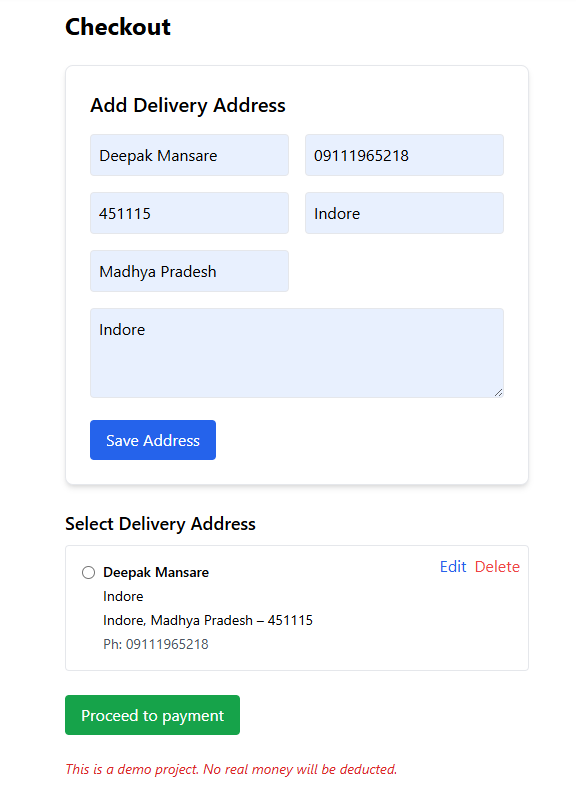 Checkout
Add Delivery Address
Deepak Mansare
09111965218
451115
Indore
Madhya Pradesh
Indore
Save Address
Select Delivery Address
Deepak Mansare
Edit Delete
Indore
Indore, Madhya Pradesh – 451115
Ph: 09111965218
Proceed to payment
This is a demo project. No real money will be deducted.